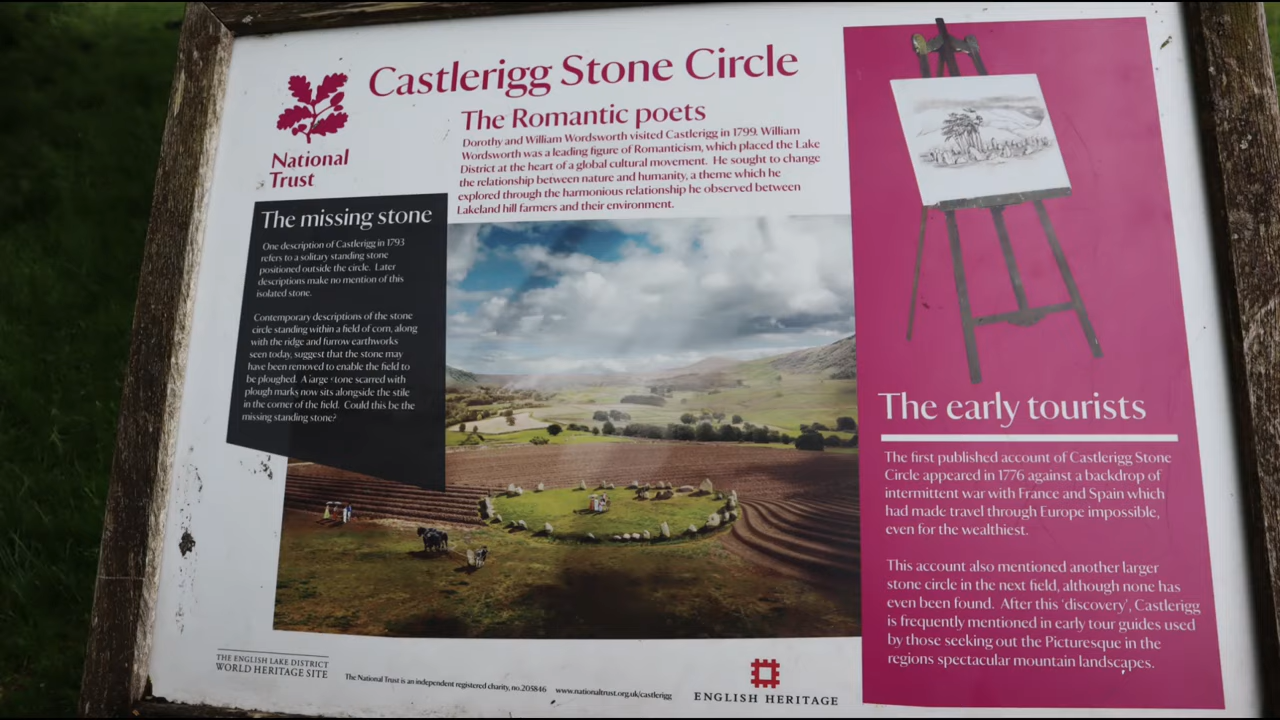 Castlerigg Stone Circle
National
Trust
The Romantic poets
Dorothy and William Wordsworth visited Castlerigg in 1799. William
Wordsworth was a leading figure of Romanticism, which placed the Lake
District at the heart of a global cultural movement. He sought to change
the relationship between nature and humanity, a theme which he
explored through the harmonious relationship he observed between
Lakeland hill farmers and their environment.
The missing stone
One description of Castlerigg in 1793
refers to a solitary standing stone
positioned outside the circle. Later
descriptions make no mention of this
isolated stone.
Contemporary descriptions of the stone
circle standing within a field of corn, along
with the ridge and furrow earthworks
seen today, suggest that the stone may
have been removed to enable the field to
be ploughed. A large stone scarred with
plough marks now sits alongside the stile
in the corner of the field. Could this be the
missing standing stone?
The early tourists
The first published account of Castlerigg Stone
Circle appeared in 1776 against a backdrop of
intermittent war with France and Spain which
had made travel through Europe impossible,
even for the wealthiest.
This account also mentioned another larger
stone circle in the next field, although none has
even been found. After this 'discovery', Castlerigg
is frequently mentioned in early tour guides used
by those seeking out the Picturesque in the
regions spectacular mountain landscapes.
THE ENGLISH LAKE DISTRICT
WORLD HERITAGE SITE
The National Trust is an independent registered charity, no.205846 www.nationaltrust.org.uk/castlerigg
ENGLISH HERITAGE